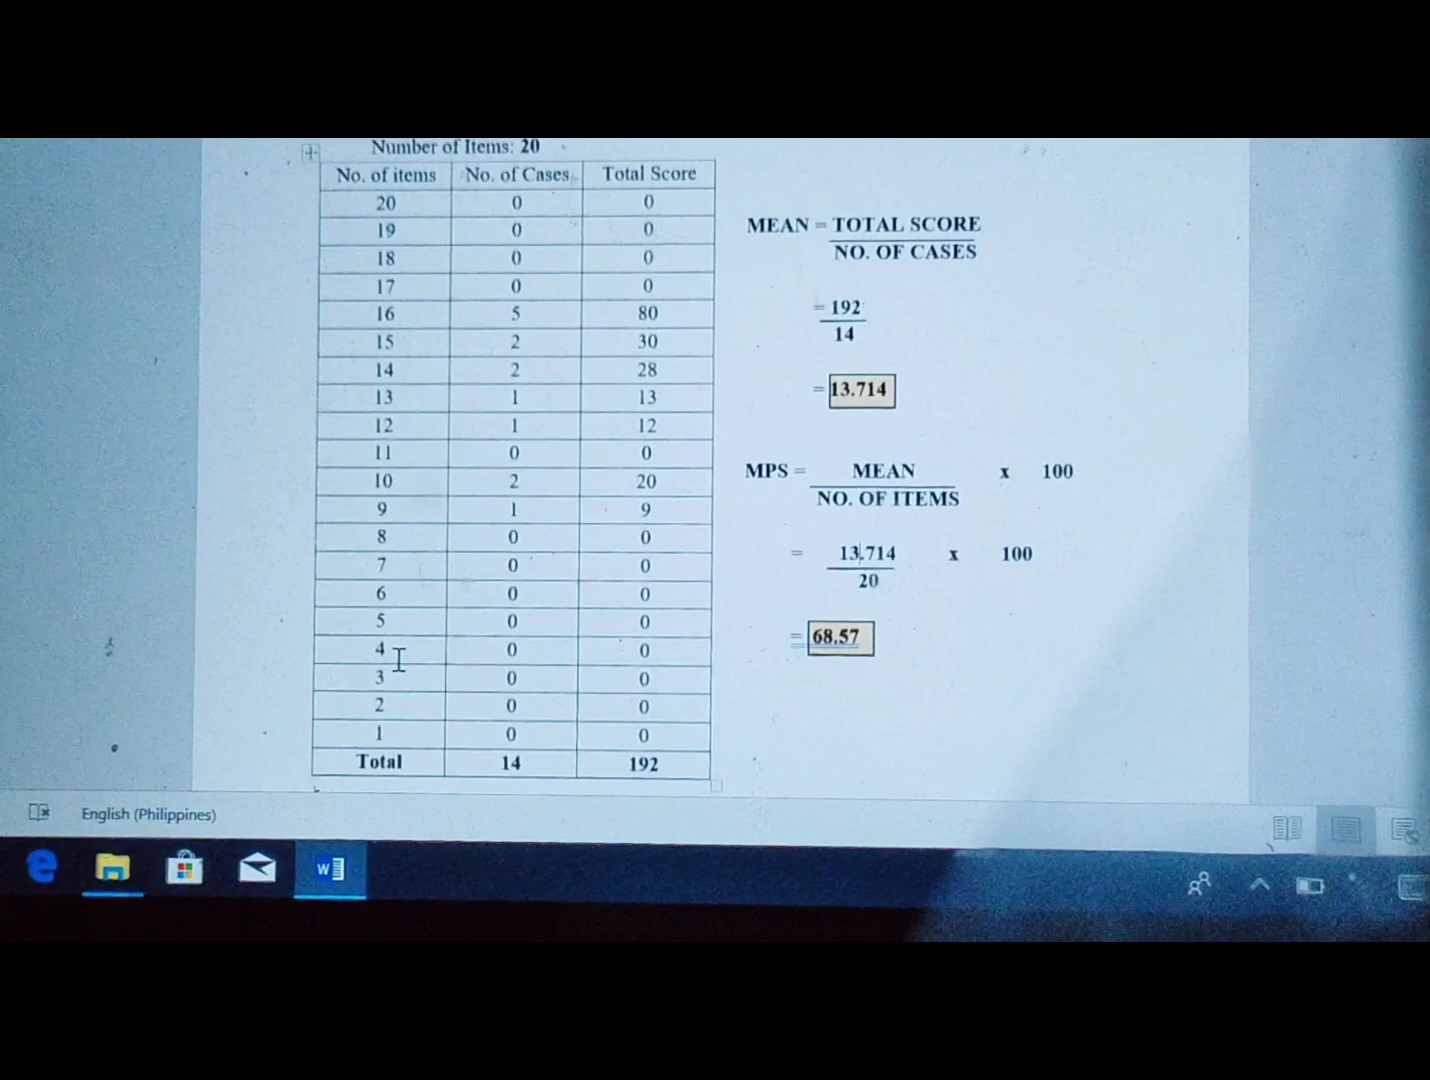 Number of Items: 20
No. of items No. of Cases Total Score
20 0 0
19 0 0
18 0 0
17 0 0
16 5 80
15 2 30
14 2 28
13 1 13
12 1 12
11 0 0
10 2 20
9 1 9
8 0 0
7 0 0
6 0 0
5 0 0
4 0 0
3 0 0
2 0 0
1 0 0
Total 14 192
MEAN = TOTAL SCORE
NO. OF CASES
= 192
14
= 13.714
MPS = MEAN x 100
NO. OF ITEMS
= 13.714 x 100
20
= 68.57
English (Philippines)
W